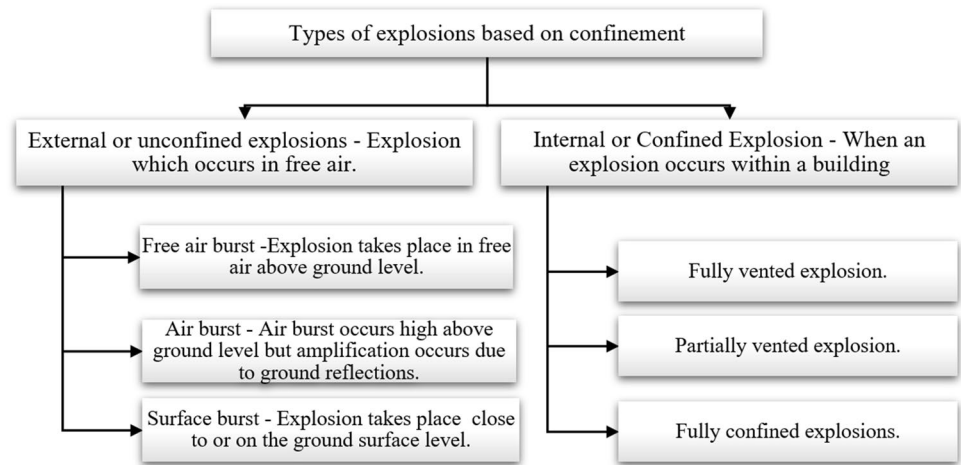 Types of explosions based on confinement
External or unconfined explosions - Explosion
which occurs in free air.
Free air burst -Explosion takes place in free
air above ground level.
Air burst - Air burst occurs high above
ground level but amplification occurs due
to ground reflections.
Surface burst - Explosion takes place  close
to or on the ground surface level.
Internal or Confined Explosion - When an
explosion occurs within a building
Fully vented explosion.
Partially vented explosion.
Fully confined explosions.